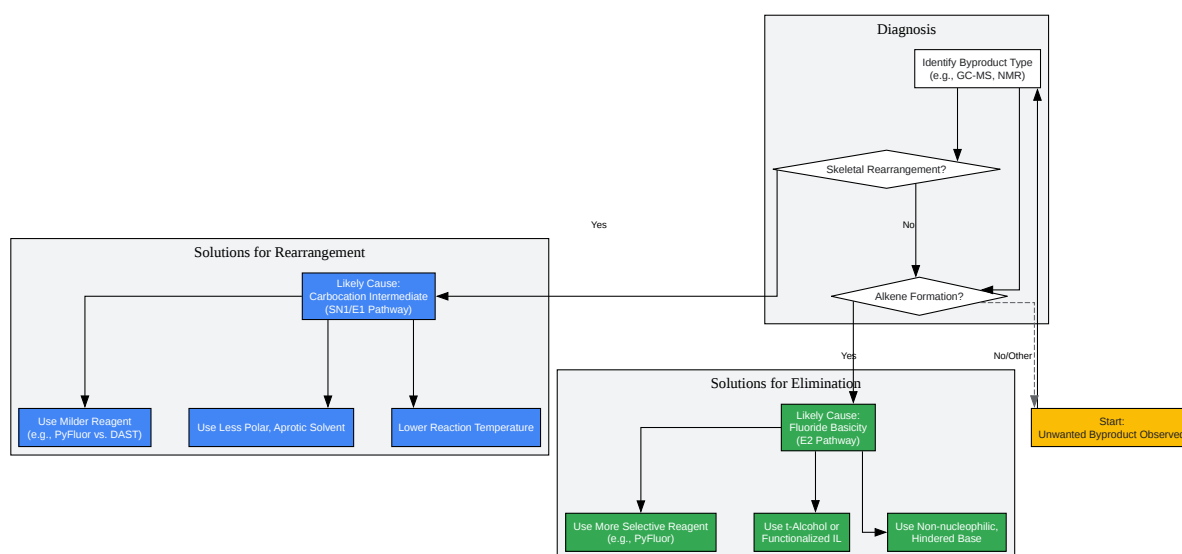 Diagnosis
Identify Byproduct Type
(e.g., GC-MS, NMR)
Skeletal Rearrangement?
Yes
No
Solutions for Rearrangement
Likely Cause:
Carbocation Intermediate
(SN1/E1 Pathway)
Alkene Formation?
Yes
No/Other
Use Milder Reagent
(e.g., PyFluor vs. DAST)
Use Less Polar, Aprotic Solvent
Lower Reaction Temperature
Solutions for Elimination
Likely Cause:
Fluoride Basicity
(E2 Pathway)
Start:
Unwanted Byproduct Observed
Use More Selective Reagent
(e.g., PyFluor)
Use t-Alcohol or
Functionalized IL
Use Non-nucleophilic,
Hindered Base